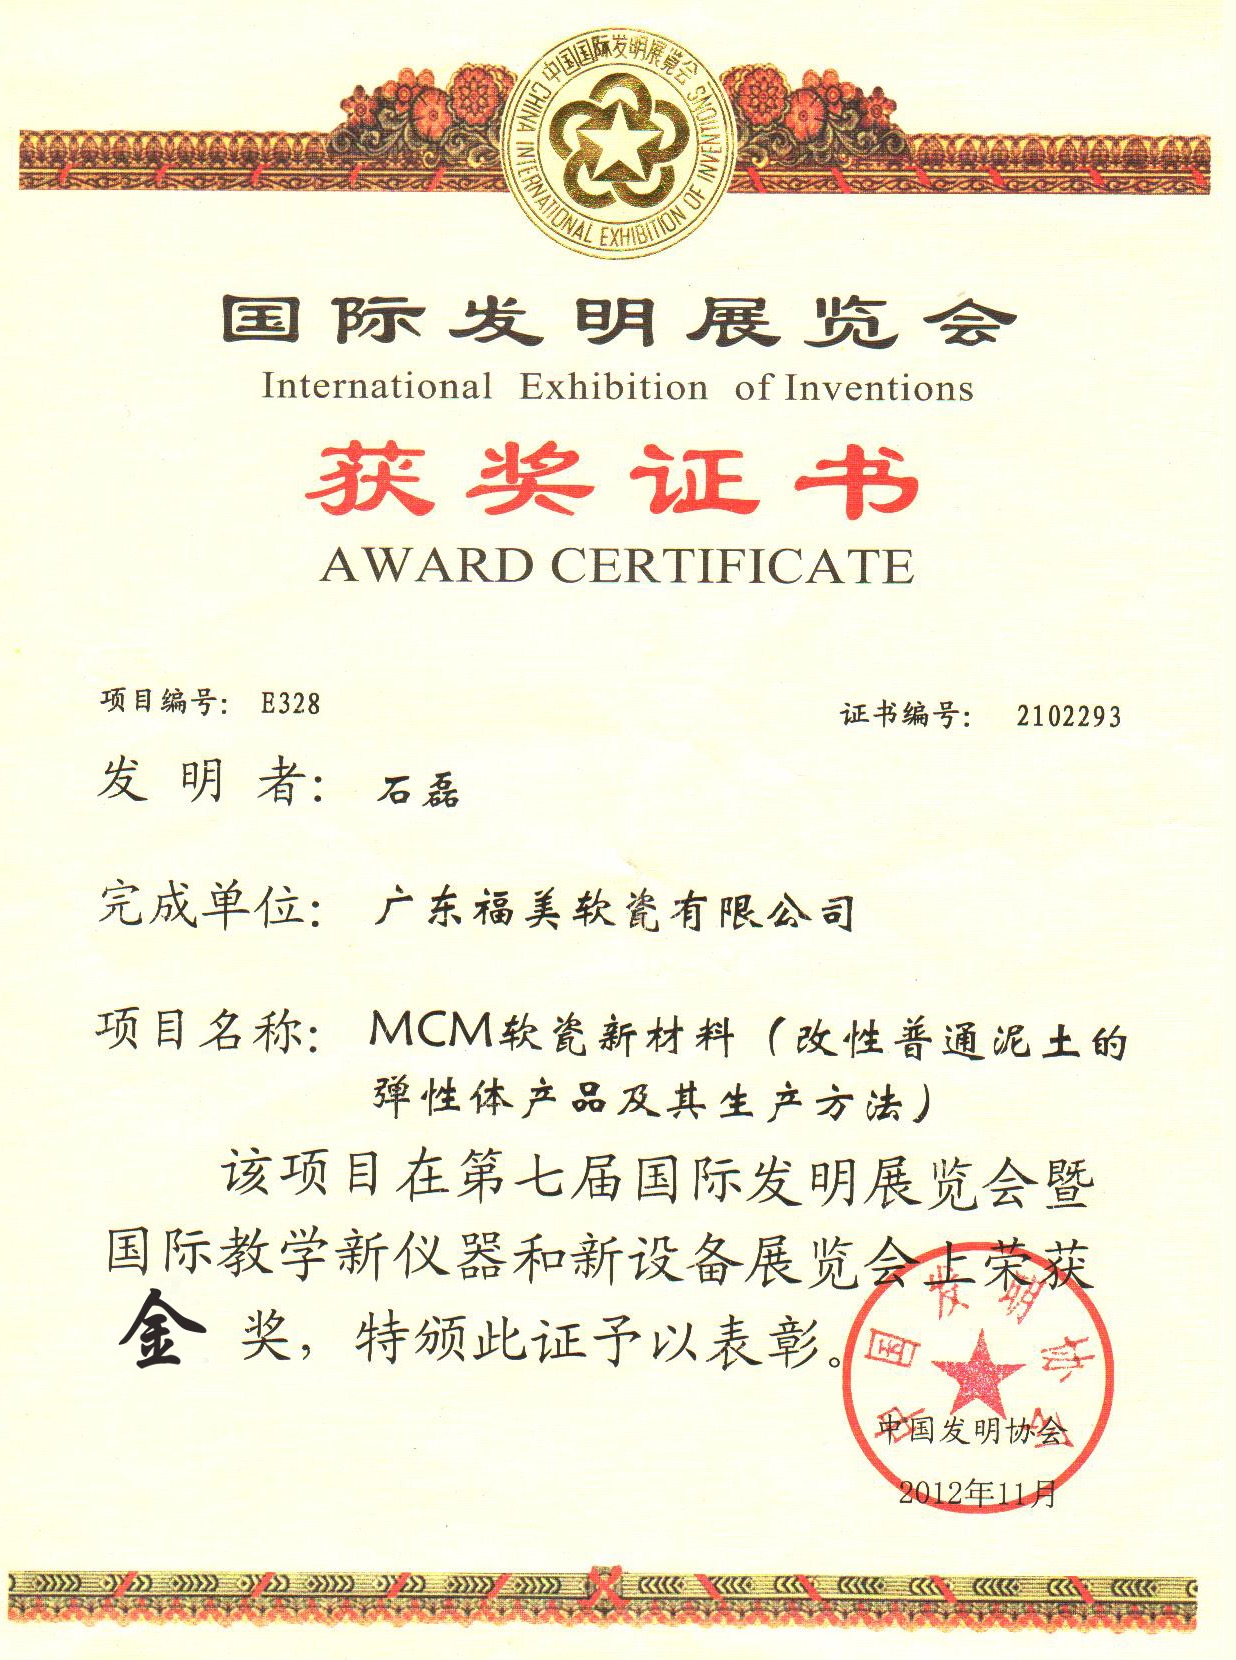 中国国际发明展览会
CHINA INTERNATIONAL EXHIBITION OF INVENTIONS
国际发明展览会
International Exhibition of Inventions
获奖证书
AWARD CERTIFICATE
项目编号: E328
证书编号: 2102293
发明者: 石磊
完成单位: 广东福美软瓷有限公司
项目名称: MCM软瓷新材料（改性普通泥土的
弹性体产品及其生产方法）
该项目在第七届国际发明展览会暨
国际教学新仪器和新设备展览会上荣获
金奖，特颁此证予以表彰。
中国发明协会
中国发明协会
2012年11月